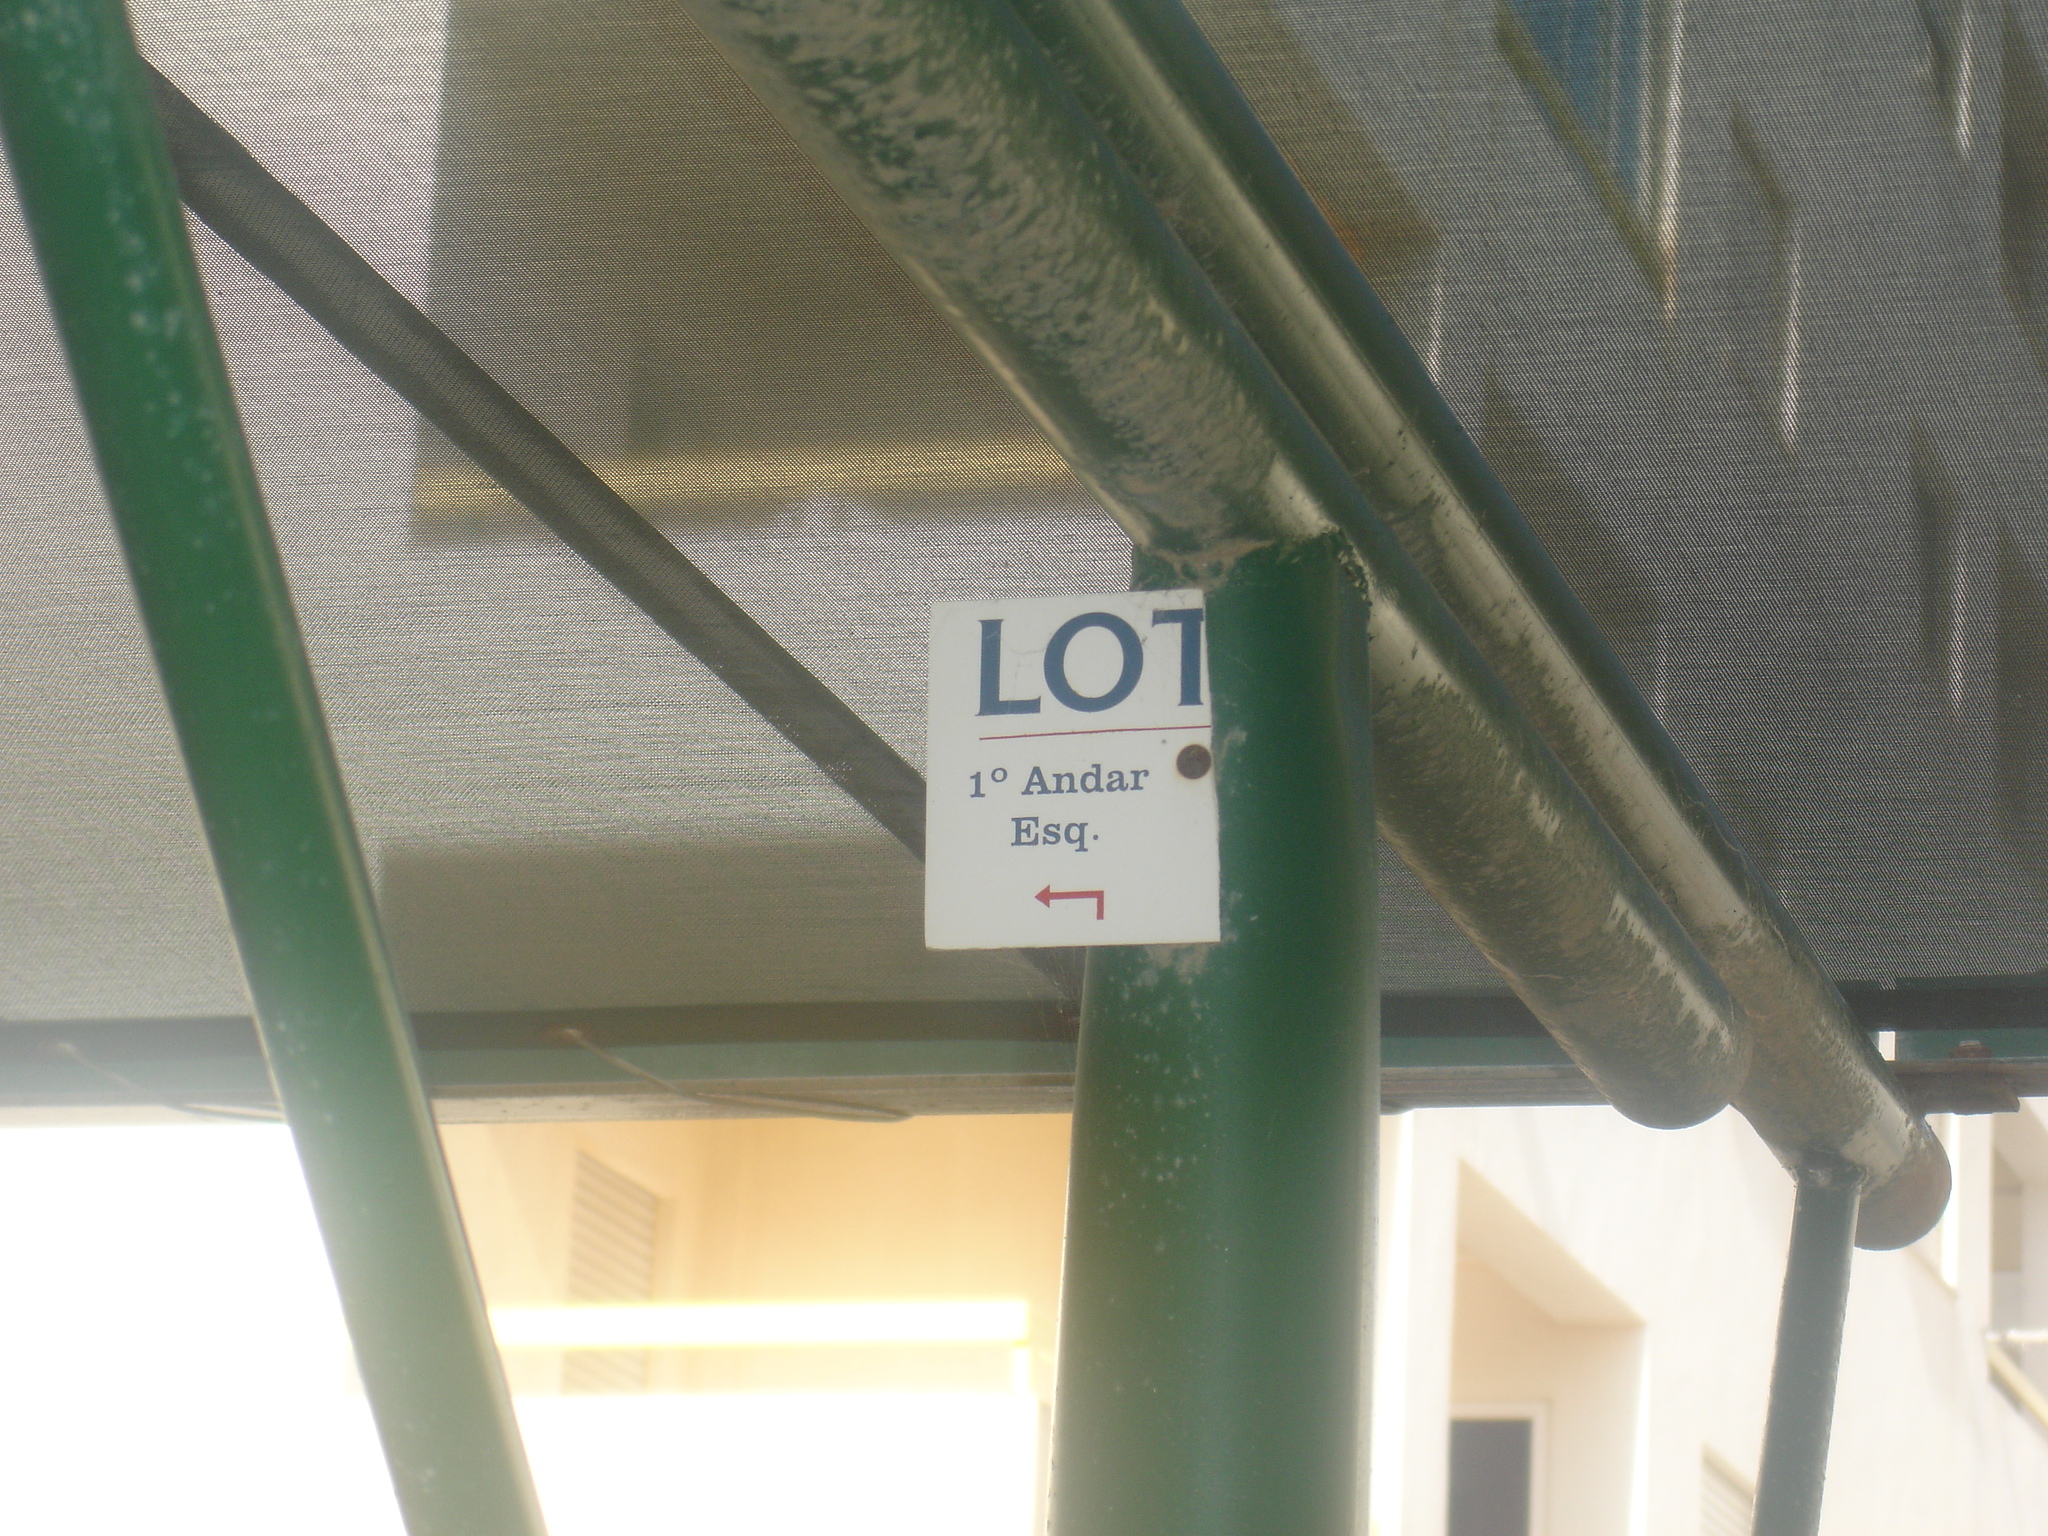 LOT
1º Andar
Esq.